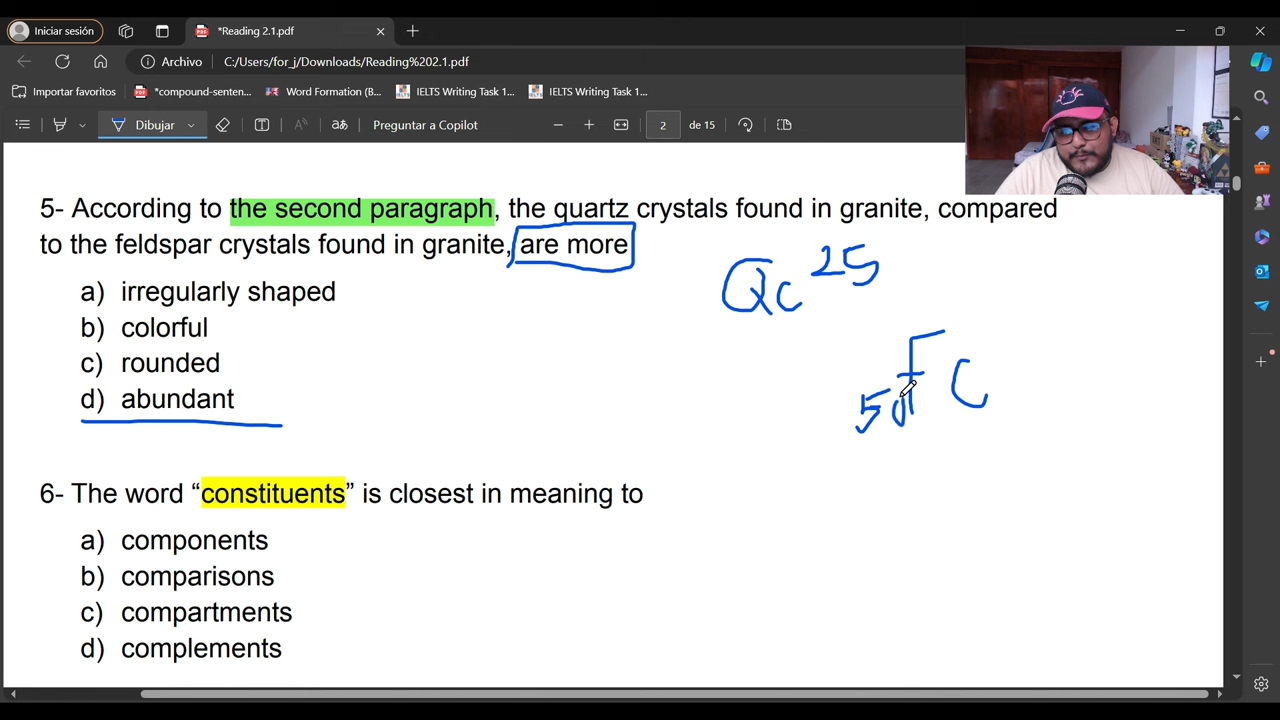 Iniciar sesión
*Reading 2.1.pdf
Archivo C:/Users/for_j/Downloads/Reading%202.1.pdf
Importar favoritos *compound-senten... Word Formation (B... IELTS Writing Task 1... IELTS Writing Task 1...
Dibujar aあ Preguntar a Copilot 2 de 15
5- According to the second paragraph, the quartz crystals found in granite, compared
to the feldspar crystals found in granite, are more
a) irregularly shaped
b) colorful
c) rounded
d) abundant
Qc 25
F C
50
6- The word “constituents” is closest in meaning to
a) components
b) comparisons
c) compartments
d) complements